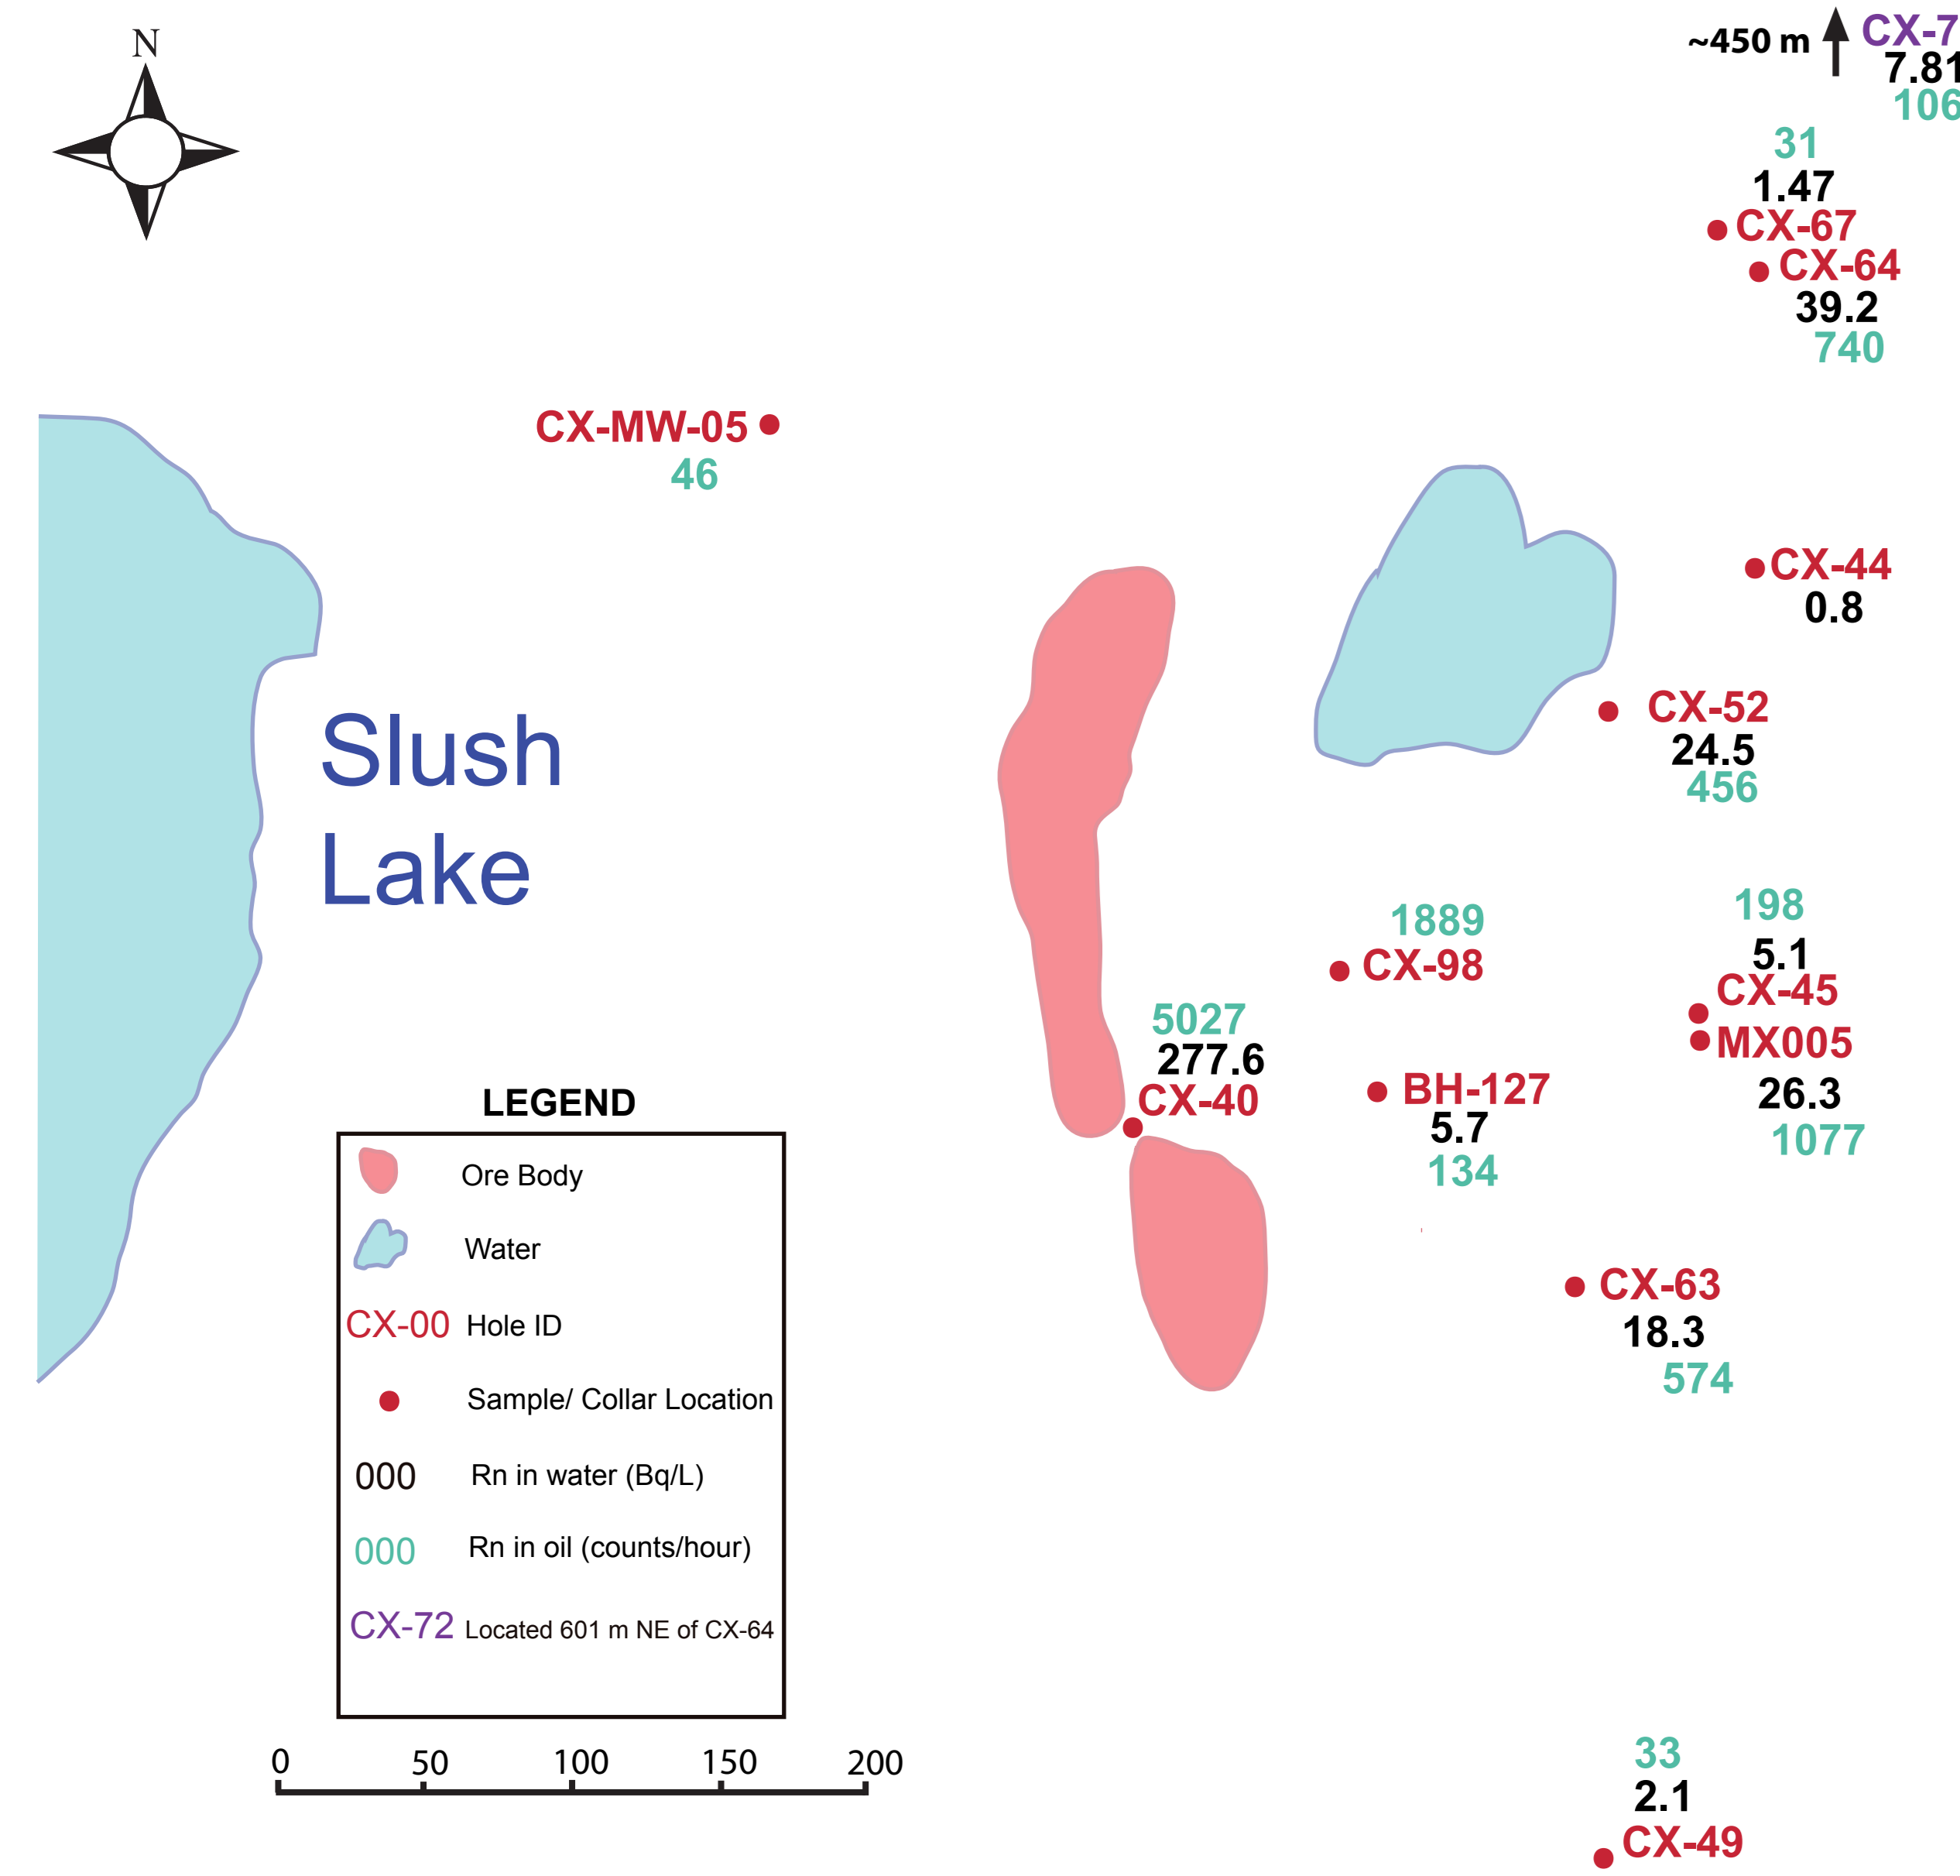 N
~450 m
CX-7
7.81
106
31
1.47
CX-67
CX-64
39.2
740
CX-MW-05
46
CX-44
0.8
CX-52
24.5
456
Slush
Lake
1889
CX-98
198
5.1
CX-45
MX005
26.3
1077
5027
277.6
CX-40
BH-127
5.7
134
CX-63
18.3
574
LEGEND
Ore Body
Water
CX-00 Hole ID
Sample/ Collar Location
000 Rn in water (Bq/L)
000 Rn in oil (counts/hour)
CX-72 Located 601 m NE of CX-64
0 50 100 150 200
33
2.1
CX-49